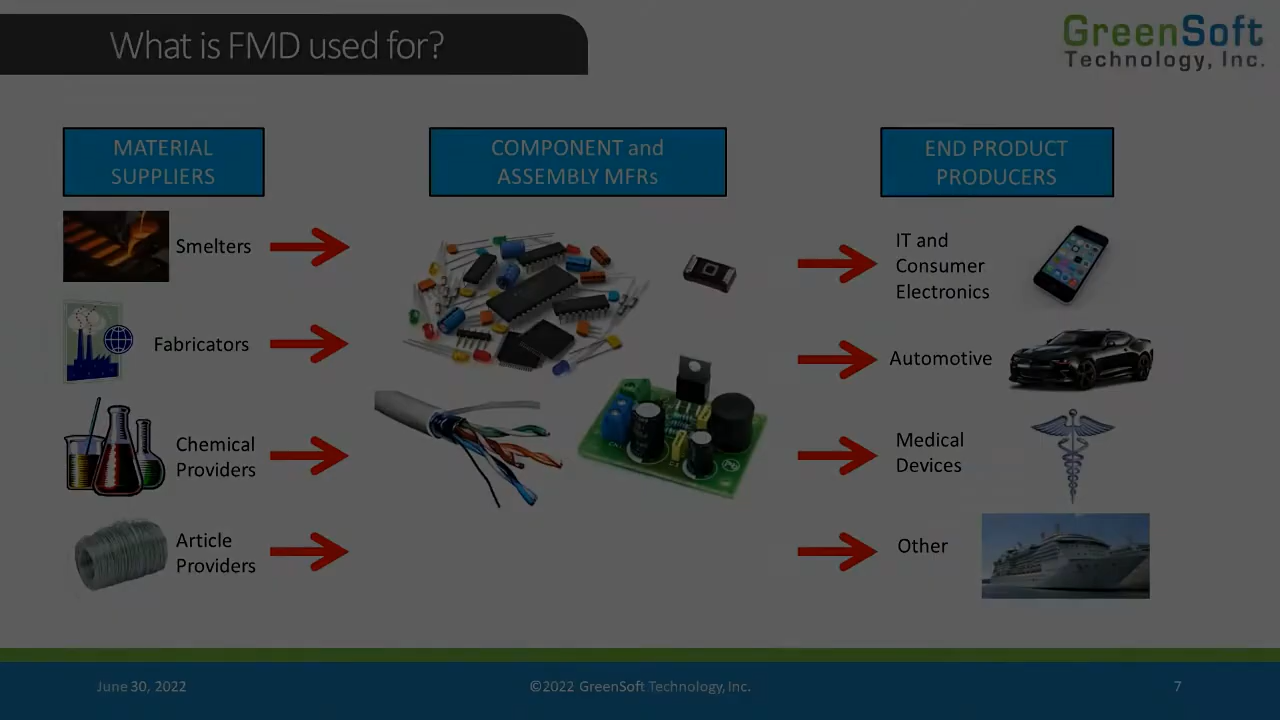 What is FMD used for?
GreenSoft
Technology, Inc.
MATERIAL
SUPPLIERS
COMPONENT and
ASSEMBLY MFRs
END PRODUCT
PRODUCERS
Smelters
Fabricators
Chemical
Providers
Article
Providers
IT and
Consumer
Electronics
Automotive
Medical
Devices
Other
June 30, 2022
©2022 GreenSoft Technology, Inc.
7